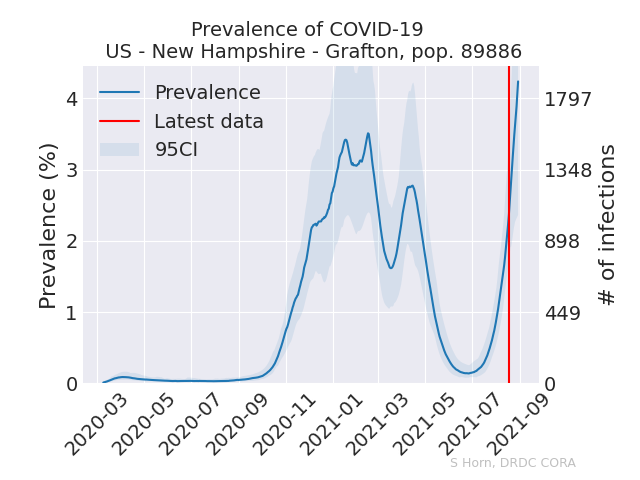 Prevalence of COVID-19
US - New Hampshire - Grafton, pop. 89886
Prevalence
Latest data
95CI
Prevalence (%)
4
3
2
1
0
1797
1348
898
449
0
# of infections
2020-03
2020-05
2020-07
2020-09
2020-11
2021-01
2021-03
2021-05
2021-07
2021-09
S Horn, DRDC CORA